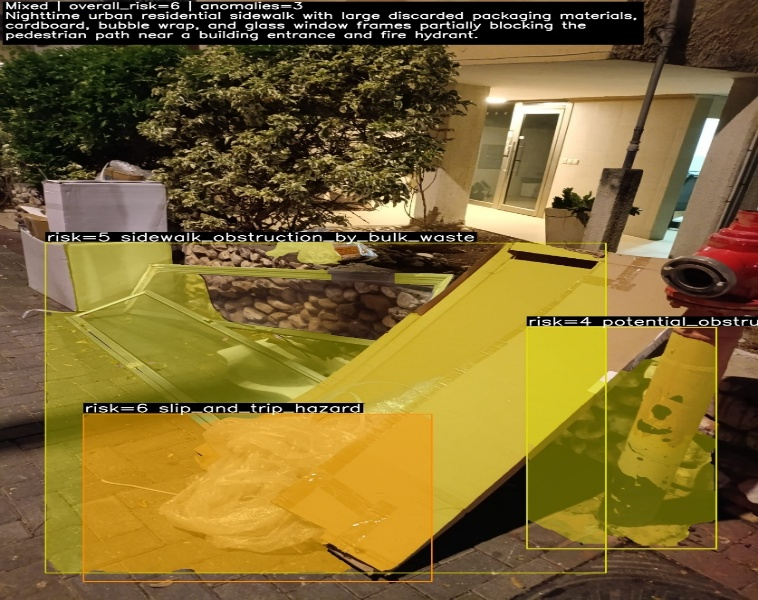 Mixed | overall_risk=6 | anomalies=3
Nighttime urban residential sidewalk with large discarded packaging materials,
cardboard, bubble wrap, and glass window frames partially blocking the
pedestrian path near a building entrance and fire hydrant.
risk=5 sidewalk_obstruction_by_bulk_waste
risk=4 potential_obstru
risk=6 slip_and_trip_hazard